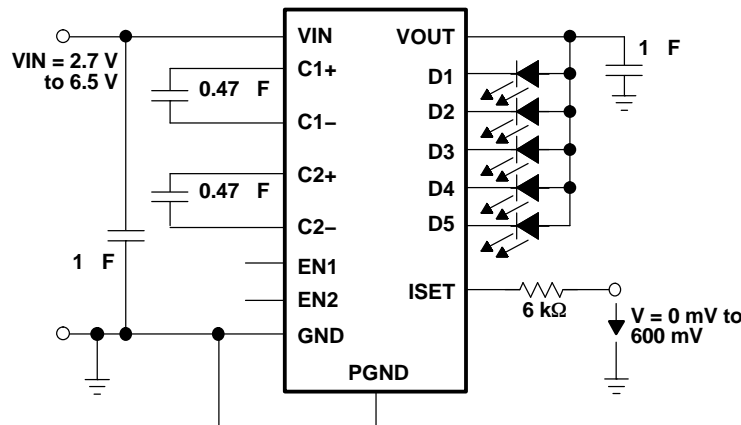 VIN
VOUT
1 F
VIN = 2.7 V
to 6.5 V
C1+
0.47 F
D1
D2
C1−
D3
C2+
0.47 F
D4
C2−
D5
1 F
EN1
EN2
ISET
6 kΩ
V = 0 mV to
600 mV
GND
PGND